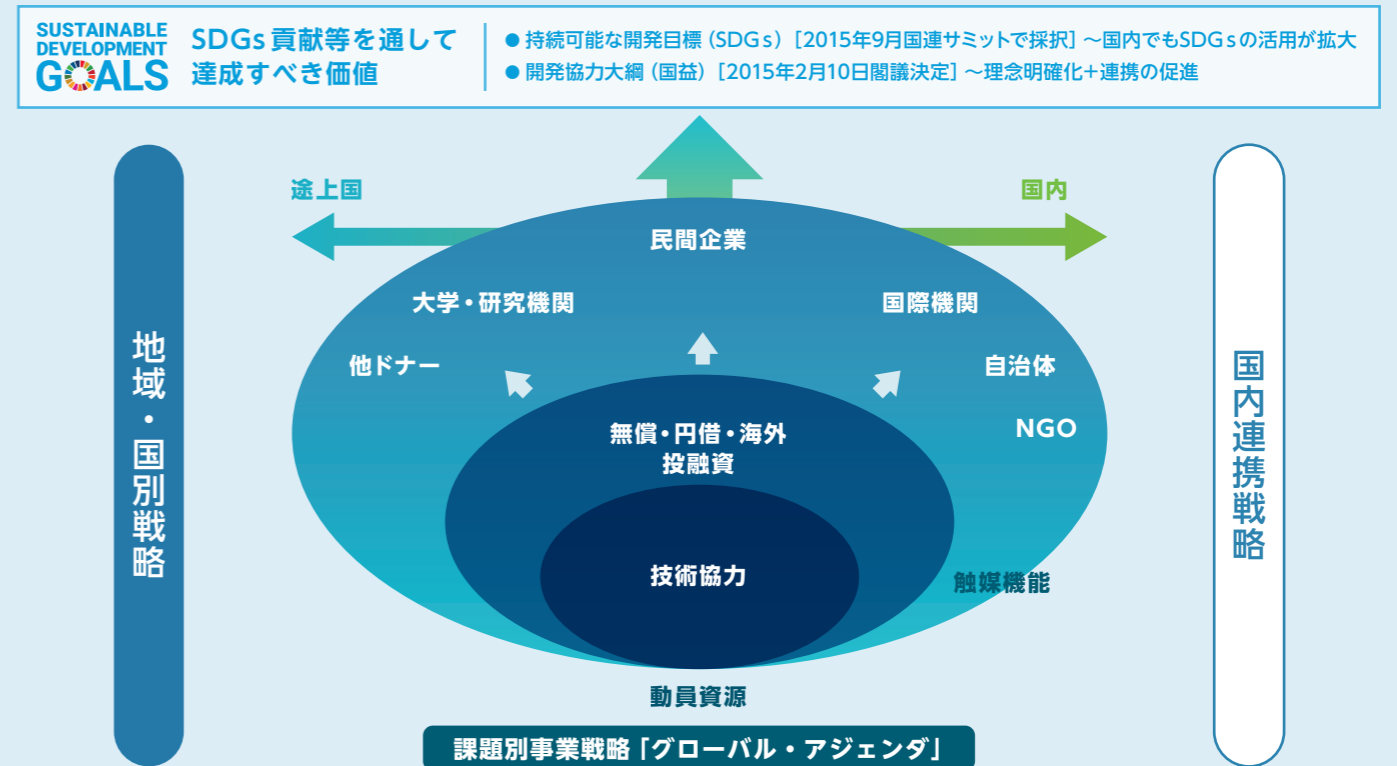 SUSTAINABLE
DEVELOPMENT
GOALS
SDGs 貢献等を通して
達成すべき価値
● 持続可能な開発目標（SDGs）［2015年9月国連サミットで採択］～国内でもSDGsの活用が拡大
● 開発協力大綱（国益）［2015年2月10日閣議決定］～理念明確化＋連携の促進
途上国
国内
民間企業
大学・研究機関
国際機関
他ドナー
自治体
NGO
無償・円借・海外
投融資
技術協力
触媒機能
動員資源
地域・国別戦略
国内連携戦略
課題別事業戦略「グローバル・アジェンダ」